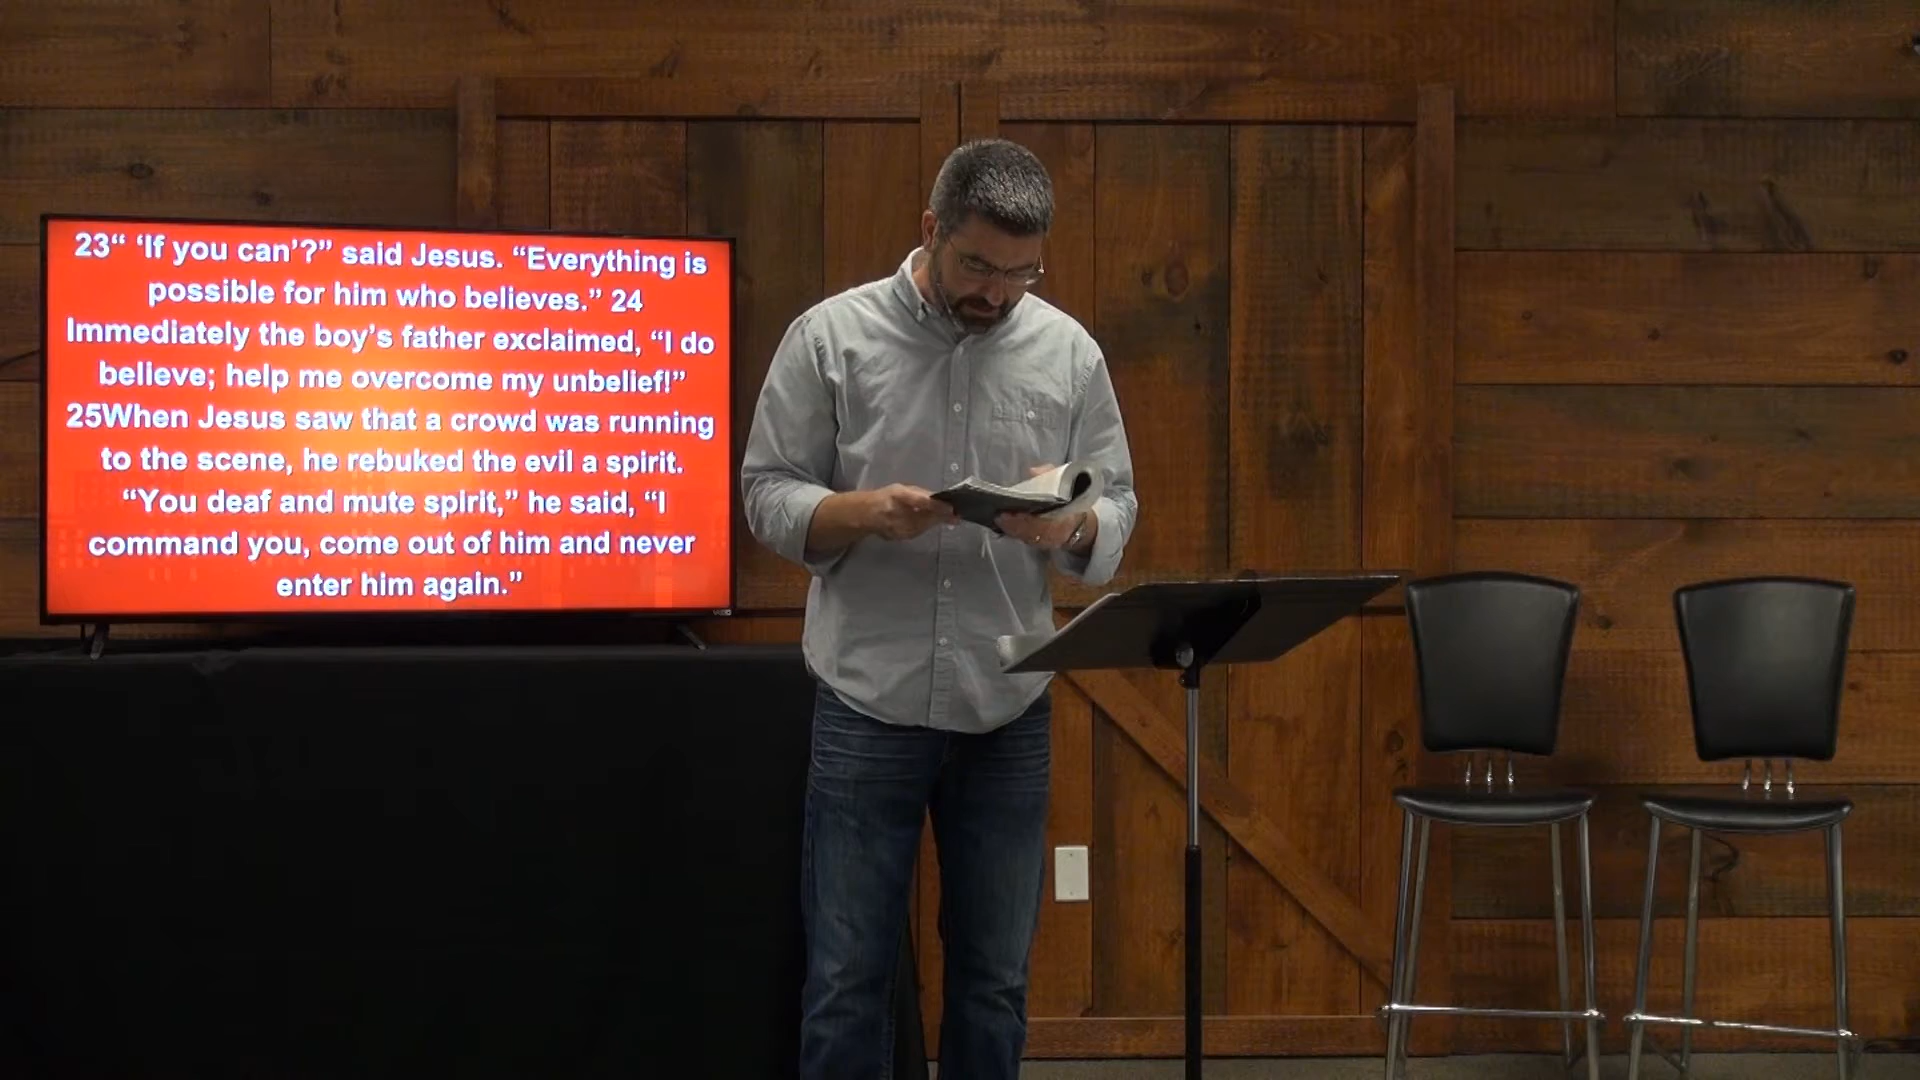 23“ ‘If you can’?” said Jesus. “Everything is
possible for him who believes.” 24
Immediately the boy’s father exclaimed, “I do
believe; help me overcome my unbelief!”
25When Jesus saw that a crowd was running
to the scene, he rebuked the evil a spirit.
“You deaf and mute spirit,” he said, “I
command you, come out of him and never
enter him again.”
VIZIO